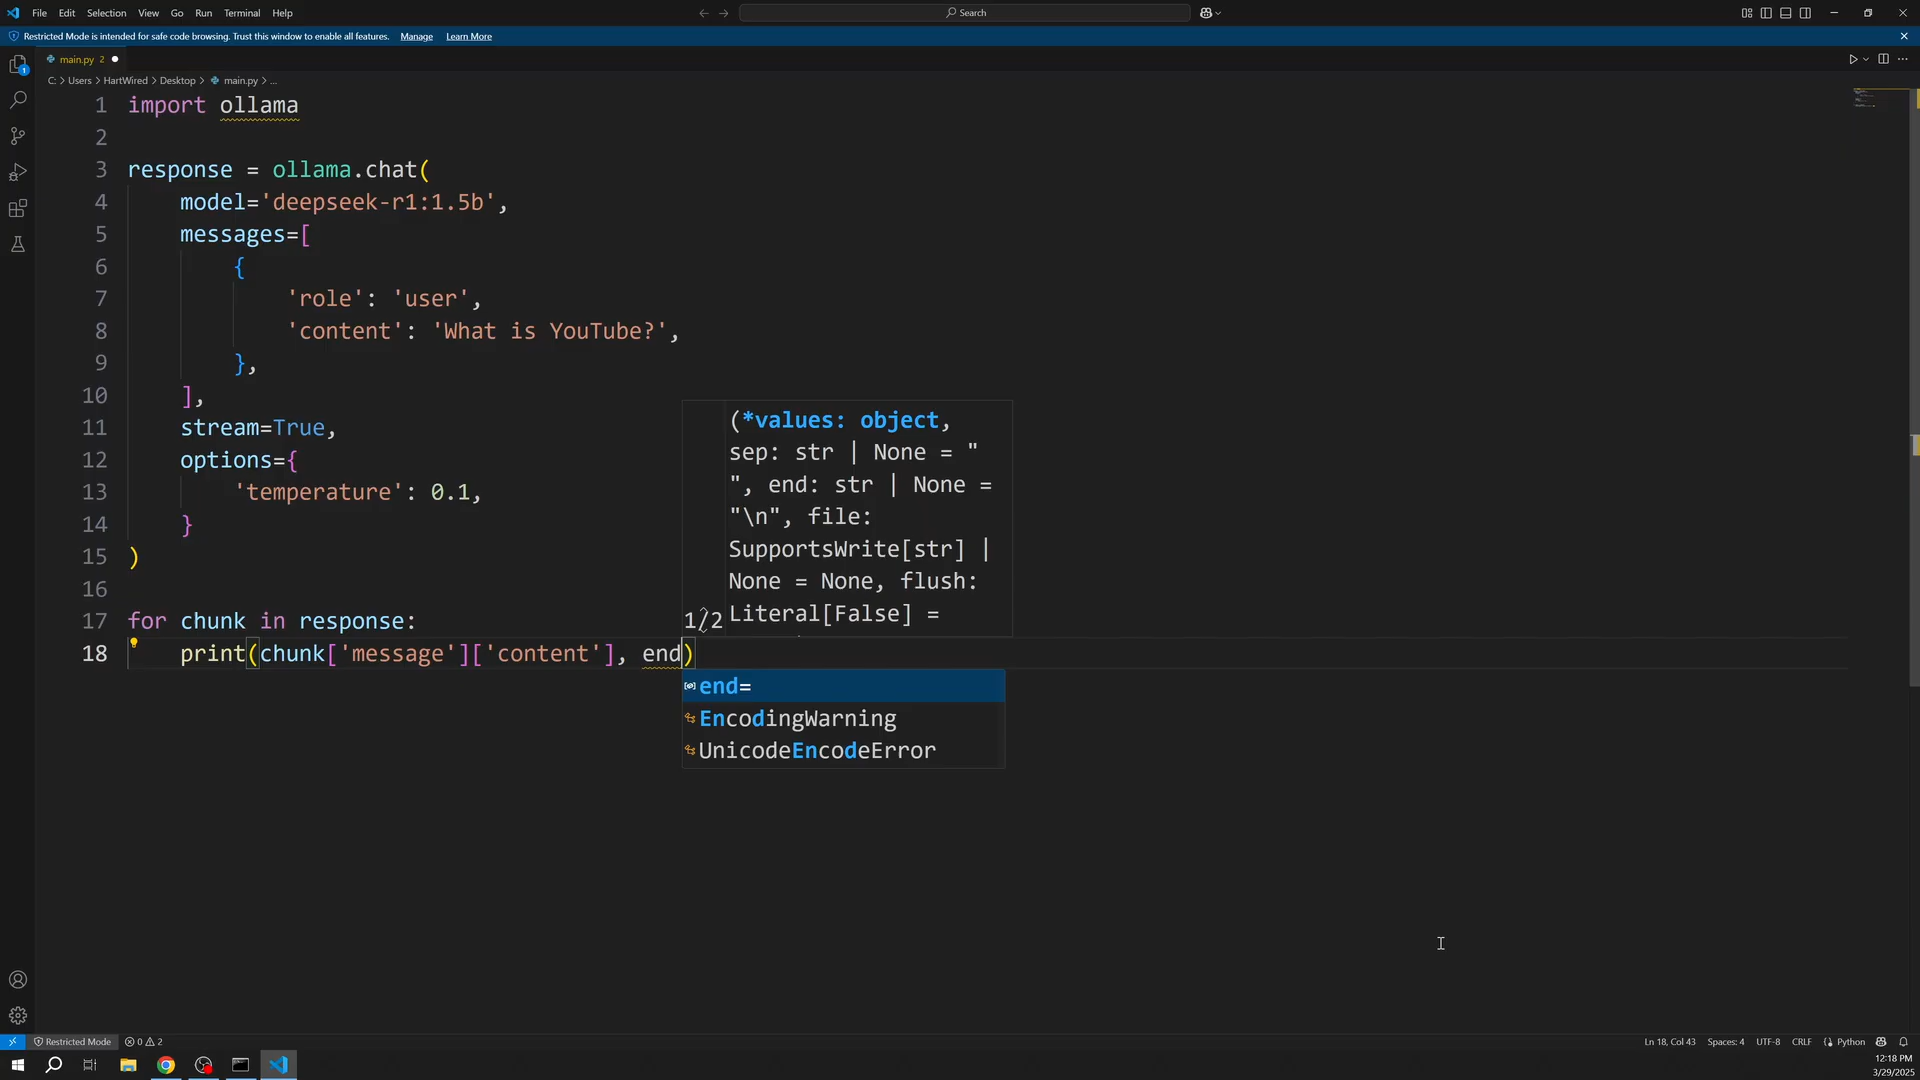 File Edit Selection View Go Run Terminal Help
Search
Restricted Mode is intended for safe code browsing. Trust this window to enable all features. Manage Learn More
main.py 2
C: > Users > HartWired > Desktop > main.py > ...
1 import ollama
2
3 response = ollama.chat(
4 model='deepseek-r1:1.5b',
5 messages=[
6 {
7 'role': 'user',
8 'content': 'What is YouTube?',
9 },
10 ],
11 stream=True,
12 options={
13 'temperature': 0.1,
14 }
15 )
16
17 for chunk in response:
18 print(chunk['message']['content'], end)
(*values: object,
sep: str | None = "
", end: str | None =
"\n", file:
SupportsWrite[str] |
None = None, flush:
1/2 Literal[False] =
end=
EncodingWarning
UnicodeEncodeError
1
Restricted Mode 0 2 Ln 18, Col 43 Spaces: 4 UTF-8 CRLF Python
12:18 PM
3/29/2025